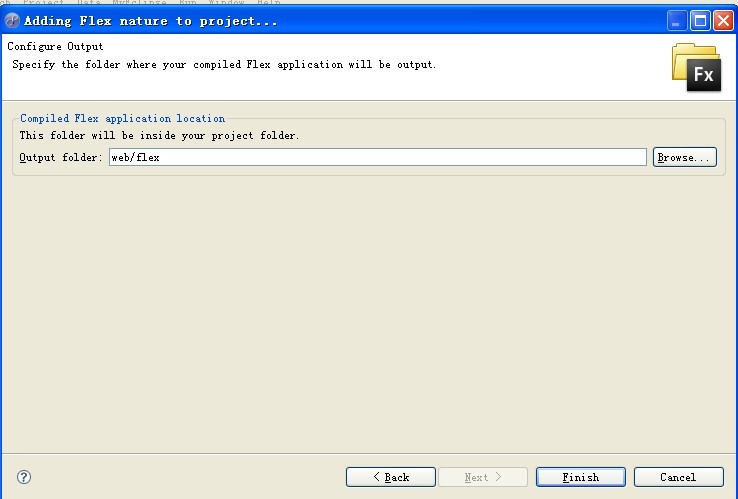 Project Data MyEclipse Run Window Help
Adding Flex nature to project...
Configure Output
Specify the folder where your compiled Flex application will be output.
Fx
Compiled Flex application location
This folder will be inside your project folder.
Output folder: web/flex Browse...
? < Back Next > Finish Cancel